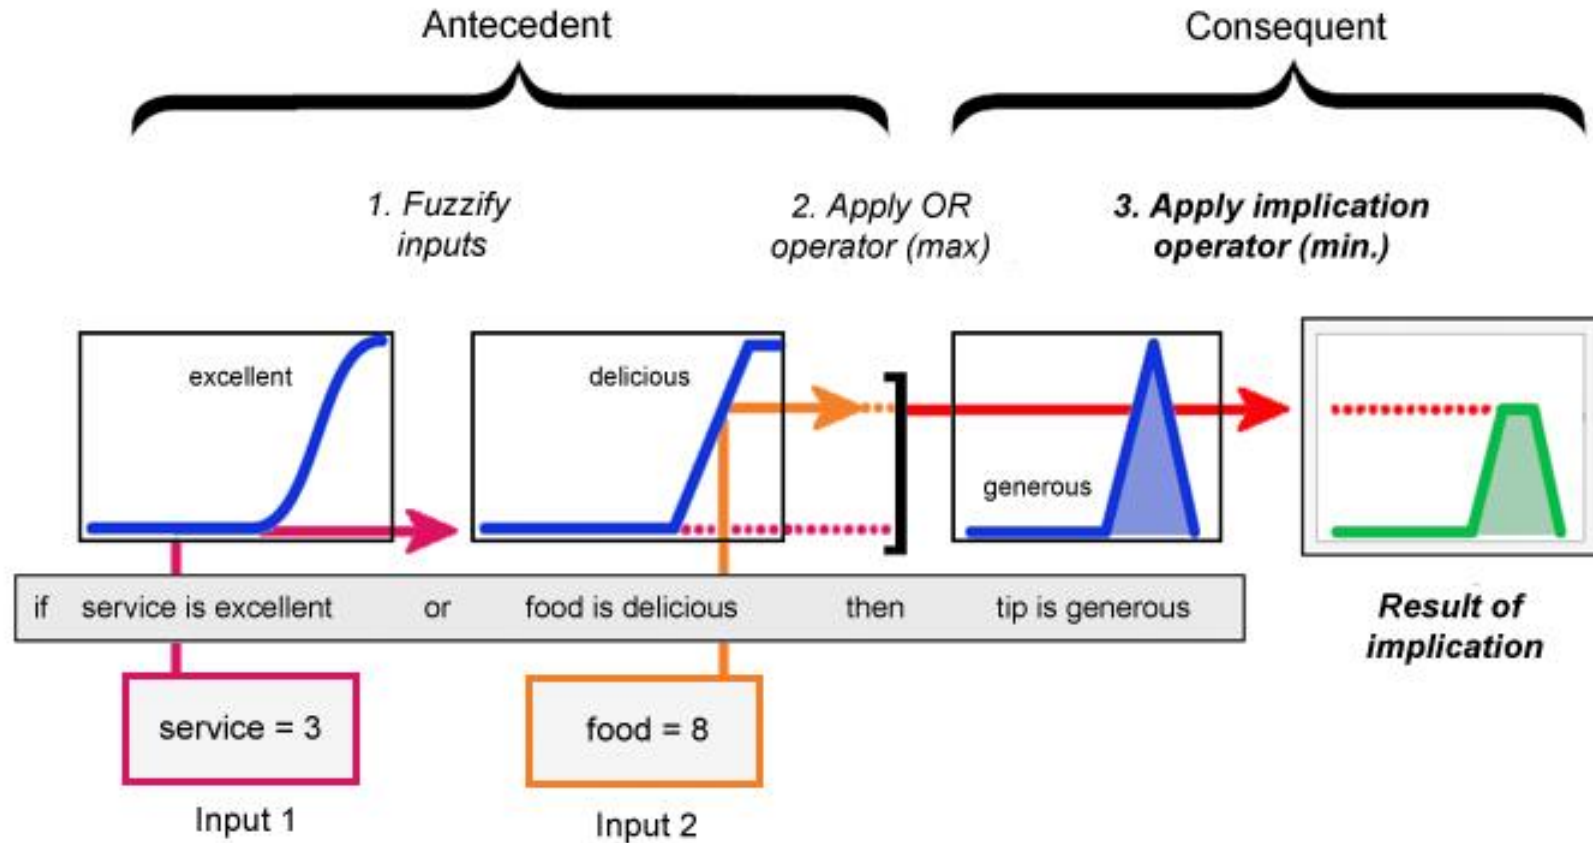 Antecedent
Consequent
1. Fuzzify
inputs
2. Apply OR
operator (max)
3. Apply implication
operator (min.)
excellent
delicious
generous
if service is excellent or food is delicious then tip is generous
Result of
implication
service = 3
food = 8
Input 1
Input 2